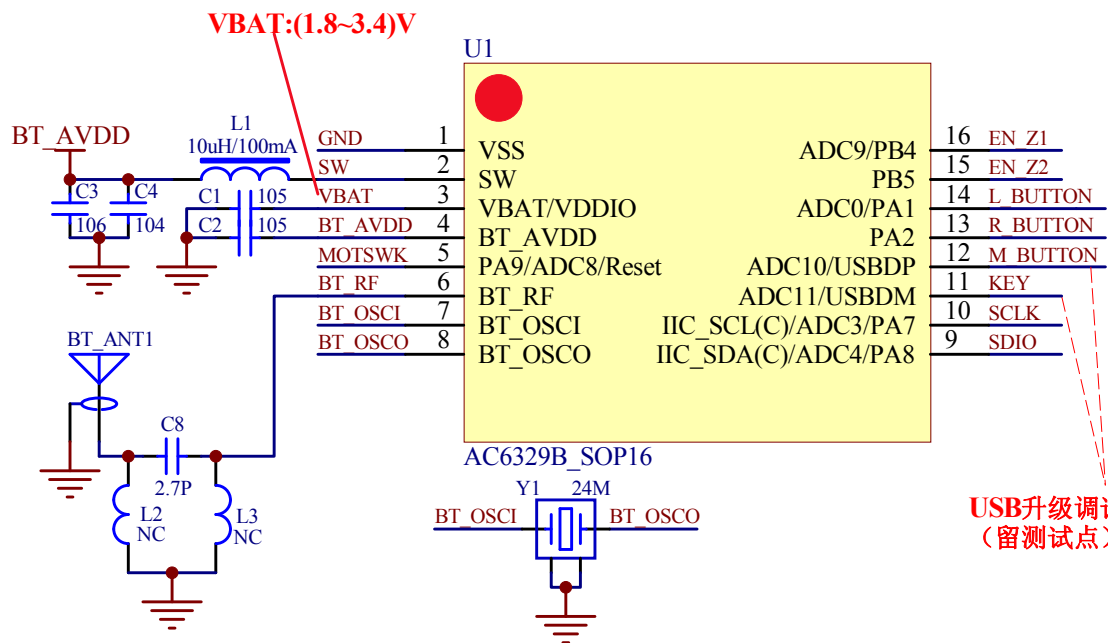 VBAT:(1.8~3.4)V
U1
BT_AVDD
L1
10uH/100mA
C3
106
C4
104
C1
105
C2
105
GND
1
VSS
SW
2
SW
VBAT
3
VBAT/VDDIO
BT_AVDD
4
BT_AVDD
MOTSWK
5
PA9/ADC8/Reset
BT_RF
6
BT_RF
BT_OSCI
7
BT_OSCI
BT_OSCO
8
BT_OSCO
ADC9/PB4
16
EN_Z1
PB5
15
EN_Z2
ADC0/PA1
14
L_BUTTON
PA2
13
R_BUTTON
ADC10/USBDP
12
M_BUTTON
ADC11/USBDM
11
KEY
IIC_SCL(C)/ADC3/PA7
10
SCLK
IIC_SDA(C)/ADC4/PA8
9
SDIO
AC6329B_SOP16
BT_ANT1
C8
2.7P
L2
NC
L3
NC
Y1
24M
BT_OSCI
BT_OSCO
USB升级调
（留测试点）